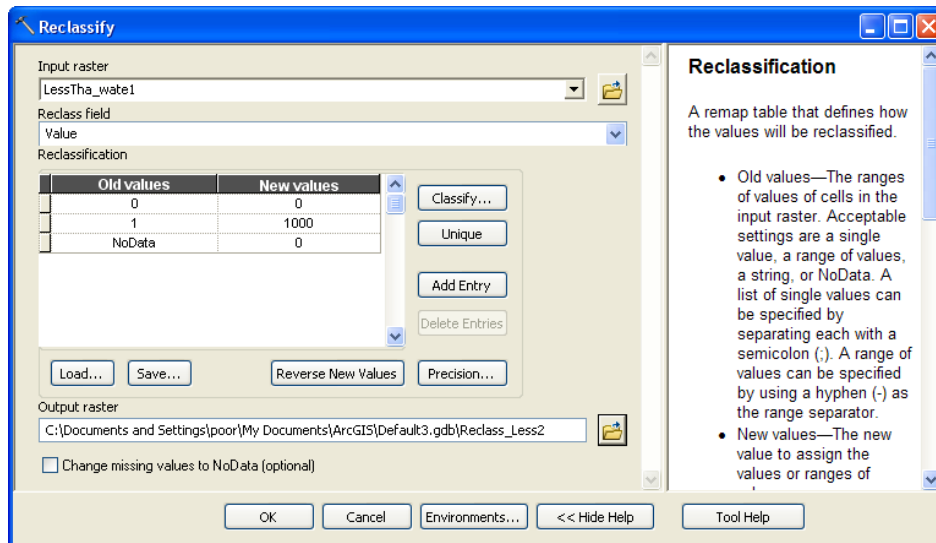 Reclassify
Input raster
LessTha_wate1
Reclass field
Value
Reclassification
Old values New values
0 0
1 1000
NoData 0
Classify...
Unique
Add Entry
Delete Entries
Load... Save... Reverse New Values Precision...
Output raster
C:\Documents and Settings\poor\My Documents\ArcGIS\Default3.gdb\Reclass_Less2
Change missing values to NoData (optional)
OK Cancel Environments... << Hide Help Tool Help
Reclassification
A remap table that defines how
the values will be reclassified.
• Old values—The ranges
of values of cells in the
input raster. Acceptable
settings are a single
value, a range of values,
a string, or NoData. A
list of single values can
be specified by
separating each with a
semicolon (;). A range of
values can be specified
by using a hyphen (-) as
the range separator.
• New values—The new
value to assign the
values or ranges of